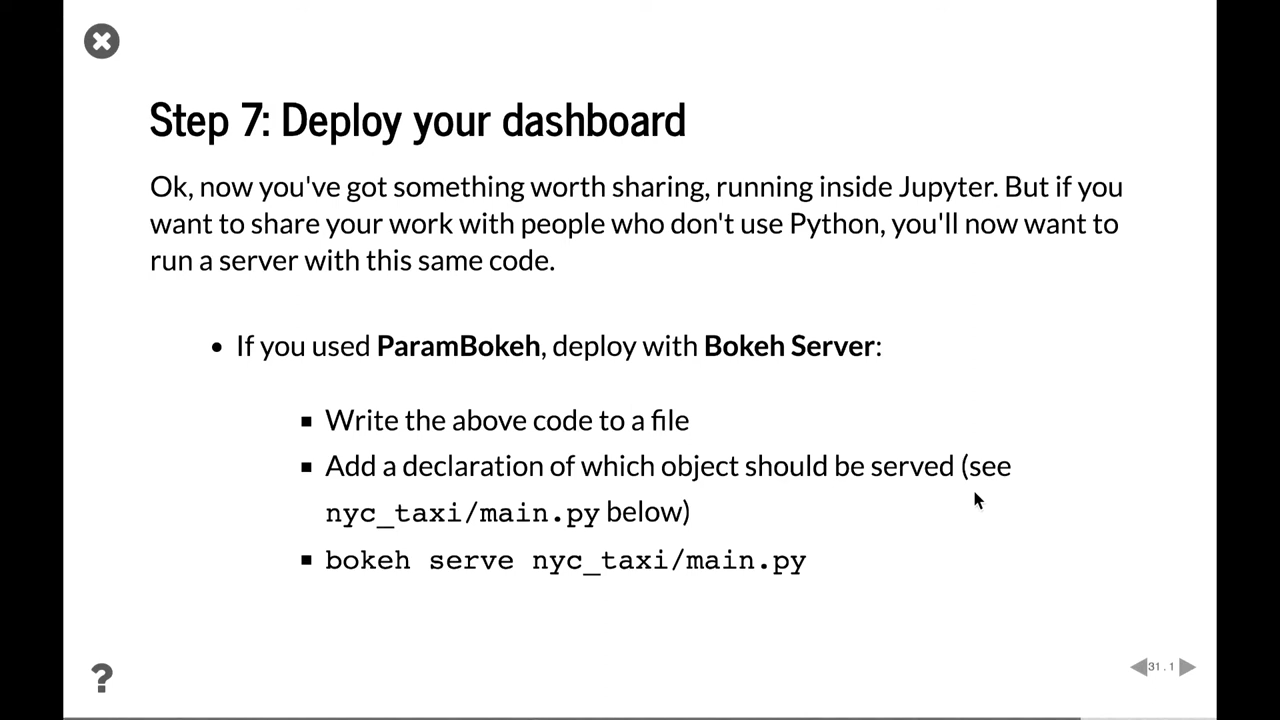 Step 7: Deploy your dashboard
Ok, now you've got something worth sharing, running inside Jupyter. But if you
want to share your work with people who don't use Python, you'll now want to
run a server with this same code.
• If you used ParamBokeh, deploy with Bokeh Server:
▪ Write the above code to a file
▪ Add a declaration of which object should be served (see
nyc_taxi/main.py below)
▪ bokeh serve nyc_taxi/main.py
?
31 . 1